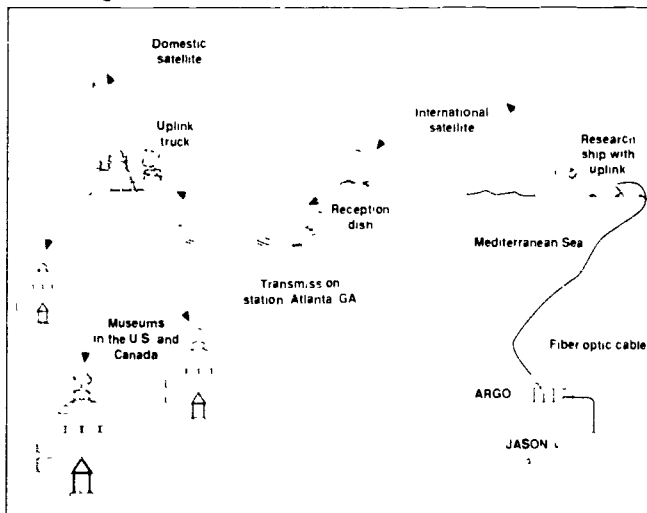 Domestic
satellite
International
satellite
Uplink
truck
Research
ship with
uplink
Reception
dish
Mediterranean Sea
Transmiss on
station Atlanta GA
Museums
in the U S and
Canada
Fiber optic cable
ARGO
JASON